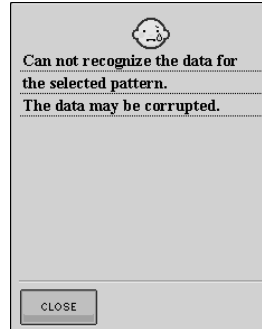 Can not recognize the data for
the selected pattern.
The data may be corrupted.
CLOSE